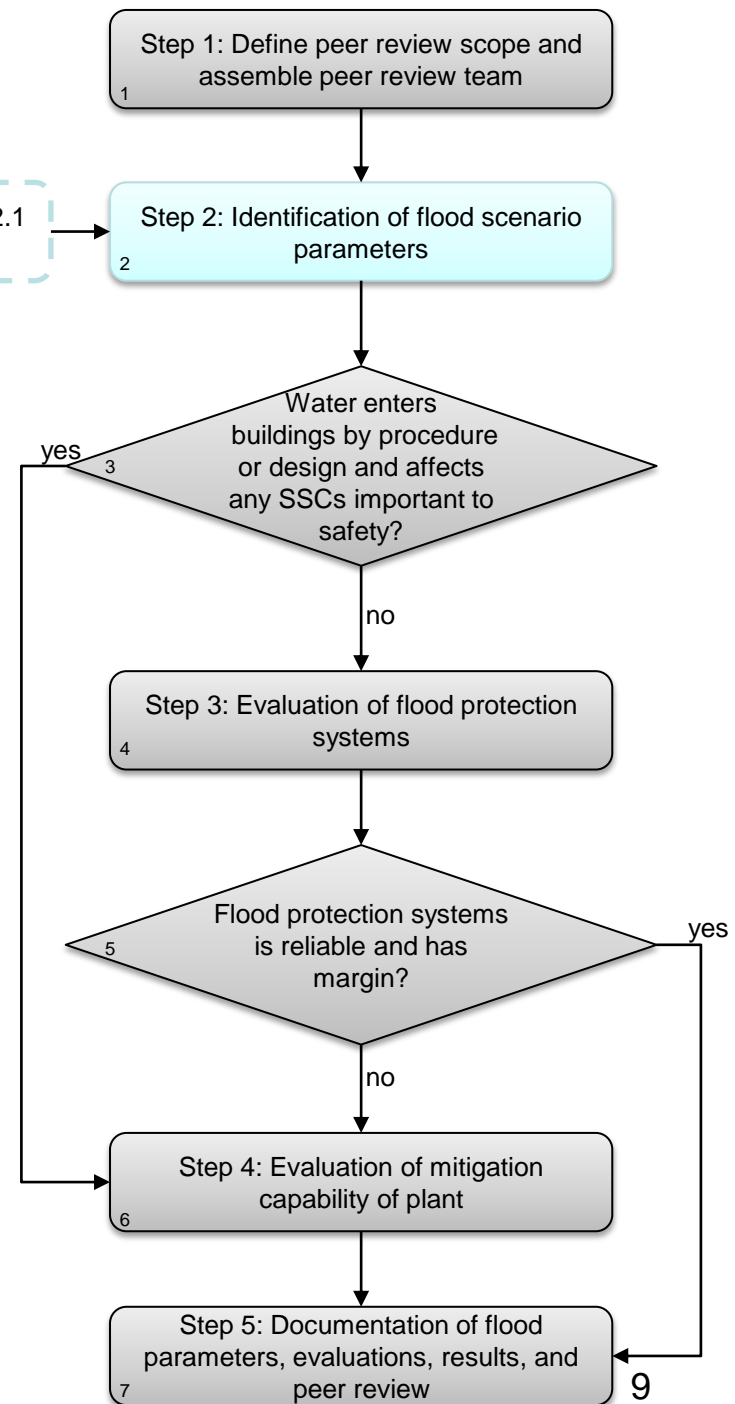 Step 1: Define peer review scope and
assemble peer review team
1
2.1
Step 2: Identification of flood scenario
parameters
2
Water enters
buildings by procedure
or design and affects
any SSCs important to
safety?
3
yes
no
Step 3: Evaluation of flood protection
systems
4
Flood protection systems
is reliable and has
margin?
5
yes
no
Step 4: Evaluation of mitigation
capability of plant
6
Step 5: Documentation of flood
parameters, evaluations, results, and
peer review
7
9